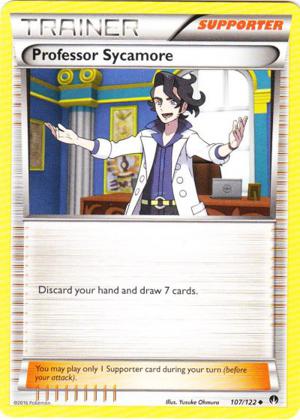 TRAINER SUPPORTER
Professor Sycamore
Discard your hand and draw 7 cards.
You may play only 1 Supporter card during your turn (before
your attack).
©2016 Pokémon Illus. Yusuke Ohmura 107/122 ◆